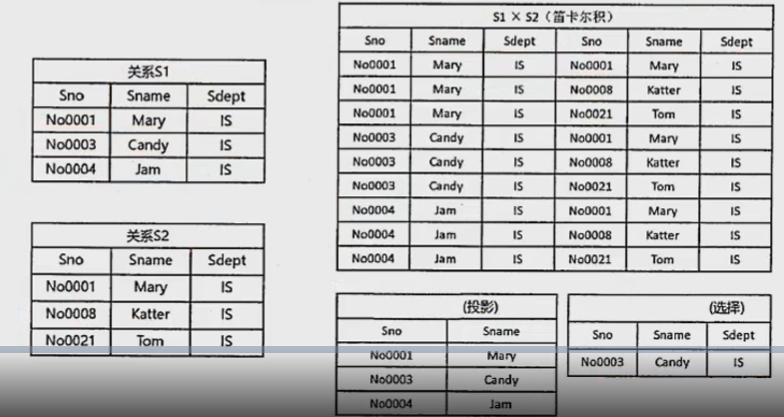 关系S1
Sno Sname Sdept
No0001 Mary IS
No0003 Candy IS
No0004 Jam IS
关系S2
Sno Sname Sdept
No0001 Mary IS
No0008 Katter IS
No0021 Tom IS
S1 × S2（笛卡尔积）
Sno Sname Sdept Sno Sname Sdept
No0001 Mary IS No0001 Mary IS
No0001 Mary IS No0008 Katter IS
No0001 Mary IS No0021 Tom IS
No0003 Candy IS No0001 Mary IS
No0003 Candy IS No0008 Katter IS
No0003 Candy IS No0021 Tom IS
No0004 Jam IS No0001 Mary IS
No0004 Jam IS No0008 Katter IS
No0004 Jam IS No0021 Tom IS
(投影)
Sno Sname
No0001 Mary
No0003 Candy
No0004 Jam
(选择)
Sno Sname Sdept
No0003 Candy IS